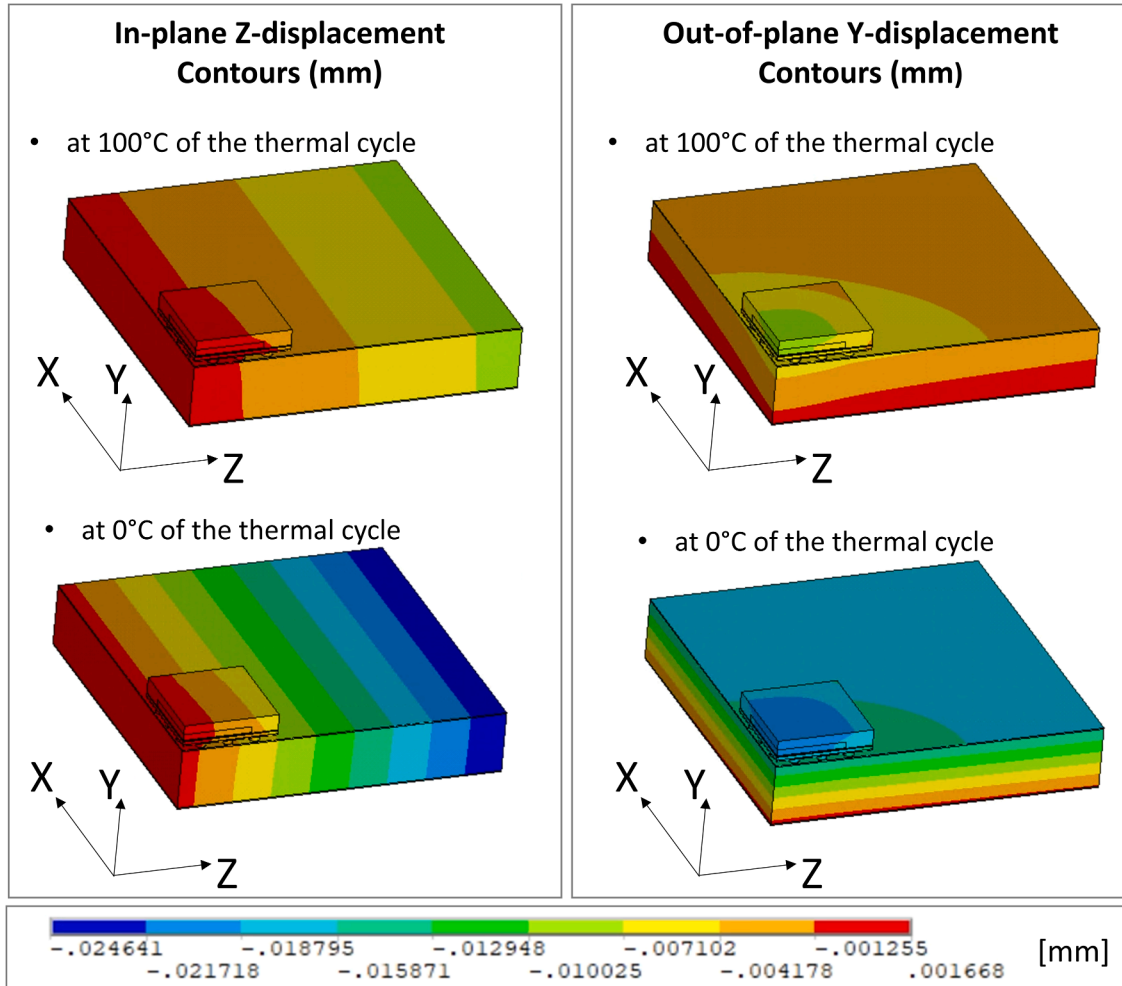 In-plane Z-displacement
Contours (mm)
• at 100°C of the thermal cycle
X
Y
Z
• at 0°C of the thermal cycle
X
Y
Z
Out-of-plane Y-displacement
Contours (mm)
• at 100°C of the thermal cycle
X
Y
Z
• at 0°C of the thermal cycle
X
Y
Z
-.024641 -.018795 -.012948 -.007102 -.001255
-.021718 -.015871 -.010025 -.004178 .001668
[mm]